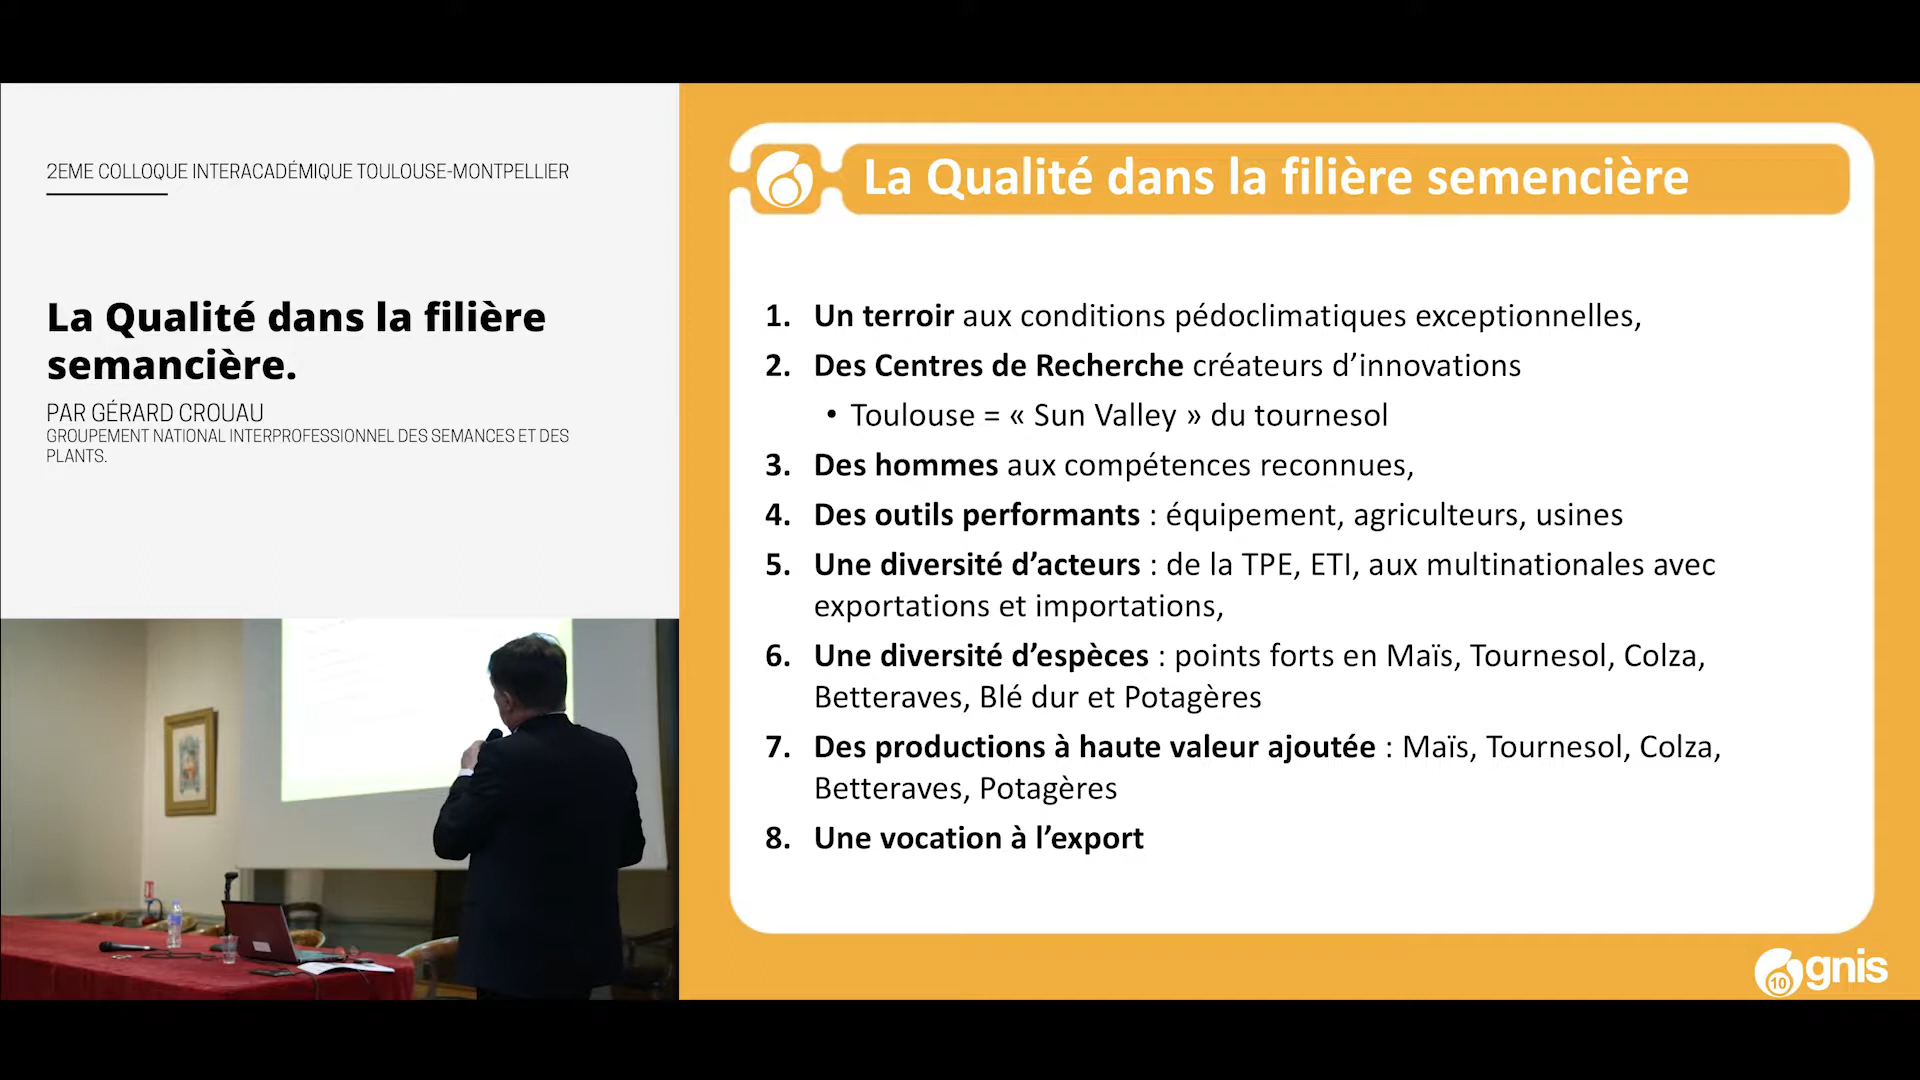 2EME COLLOQUE INTERACADÉMIQUE TOULOUSE-MONTPELLIER
La Qualité dans la filière
semancière.
PAR GÉRARD CROUAU
GROUPEMENT NATIONAL INTERPROFESSIONNEL DES SEMANCES ET DES
PLANTS.
La Qualité dans la filière semencière
1. Un terroir aux conditions pédoclimatiques exceptionnelles,
2. Des Centres de Recherche créateurs d’innovations
• Toulouse = « Sun Valley » du tournesol
3. Des hommes aux compétences reconnues,
4. Des outils performants : équipement, agriculteurs, usines
5. Une diversité d’acteurs : de la TPE, ETI, aux multinationales avec
exportations et importations,
6. Une diversité d’espèces : points forts en Maïs, Tournesol, Colza,
Betteraves, Blé dur et Potagères
7. Des productions à haute valeur ajoutée : Maïs, Tournesol, Colza,
Betteraves, Potagères
8. Une vocation à l’export
10 gnis